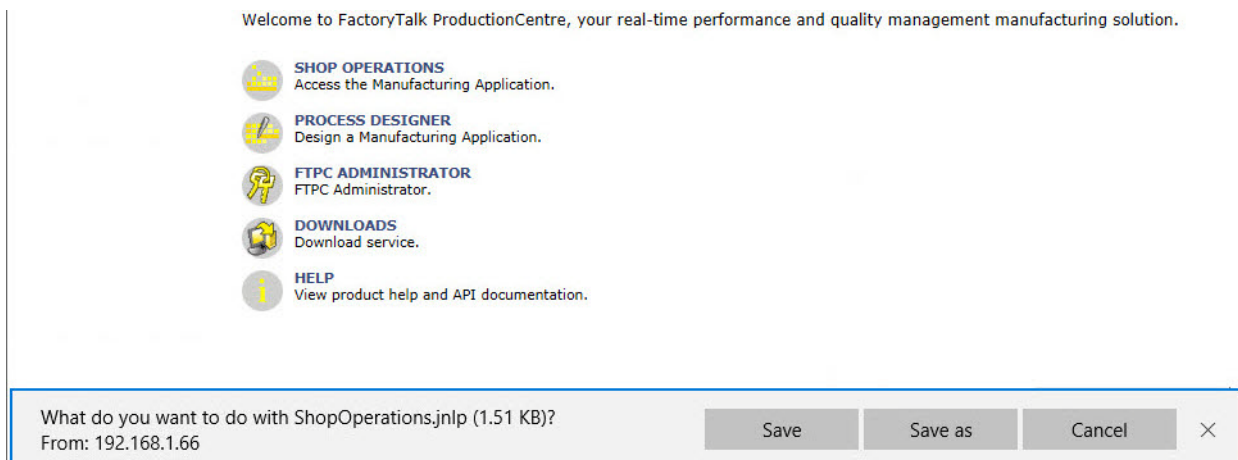 Welcome to FactoryTalk ProductionCentre, your real-time performance and quality management manufacturing solution.
SHOP OPERATIONS
Access the Manufacturing Application.
PROCESS DESIGNER
Design a Manufacturing Application.
FTPC ADMINISTRATOR
FTPC Administrator.
DOWNLOADS
Download service.
HELP
View product help and API documentation.
What do you want to do with ShopOperations.jnlp (1.51 KB)?
From: 192.168.1.66
Save Save as Cancel